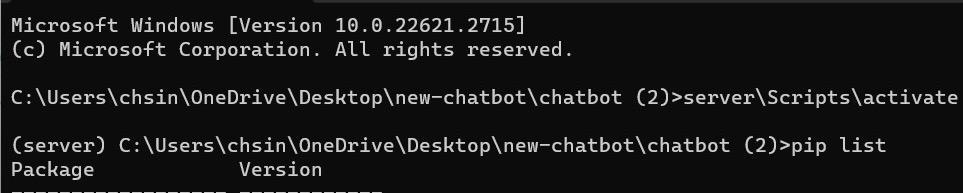 Microsoft Windows [Version 10.0.22621.2715]
(c) Microsoft Corporation. All rights reserved.
C:\Users\chsin\OneDrive\Desktop\new-chatbot\chatbot (2)>server\Scripts\activate
(server) C:\Users\chsin\OneDrive\Desktop\new-chatbot\chatbot (2)>pip list
Package            Version